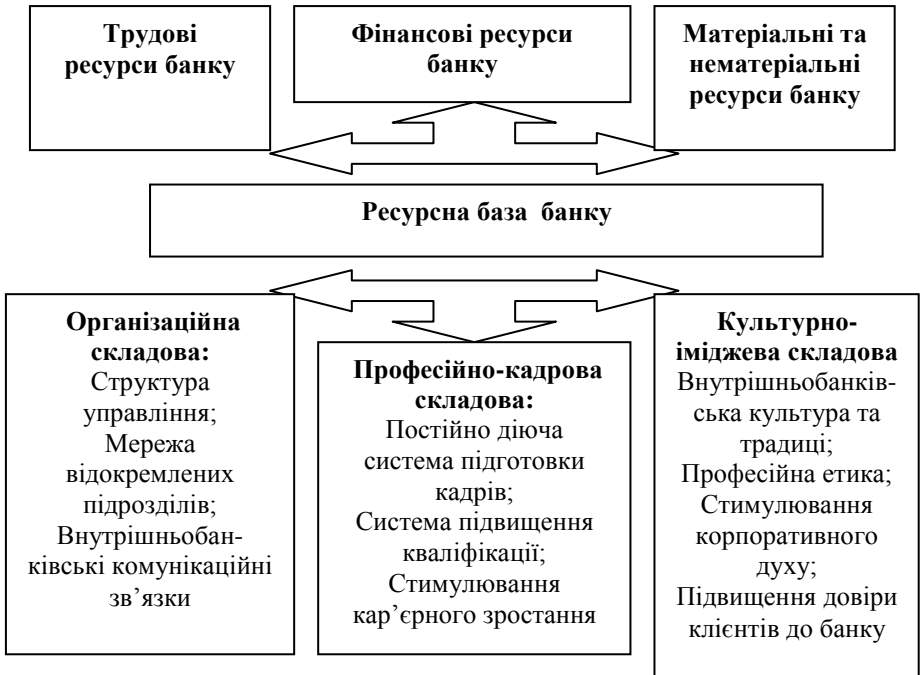 Трудові
ресурси банку
Фінансові ресурси
банку
Матеріальні та
нематеріальні
ресурси банку
Ресурсна база  банку
Організаційна
складова:
Структура
управління;
Мережа
відокремлених
підрозділів;
Внутрішньобан-
ківські комунікаційні
зв’язки
Професійно-кадрова
складова:
Постійно діюча
система підготовки
кадрів;
Система підвищення
кваліфікації;
Стимулювання
кар’єрного зростання
Культурно-
іміджева складова
Внутрішньобанків-
ська культура та
традиці;
Професійна етика;
Стимулювання
корпоративного
духу;
Підвищення довіри
клієнтів до банку